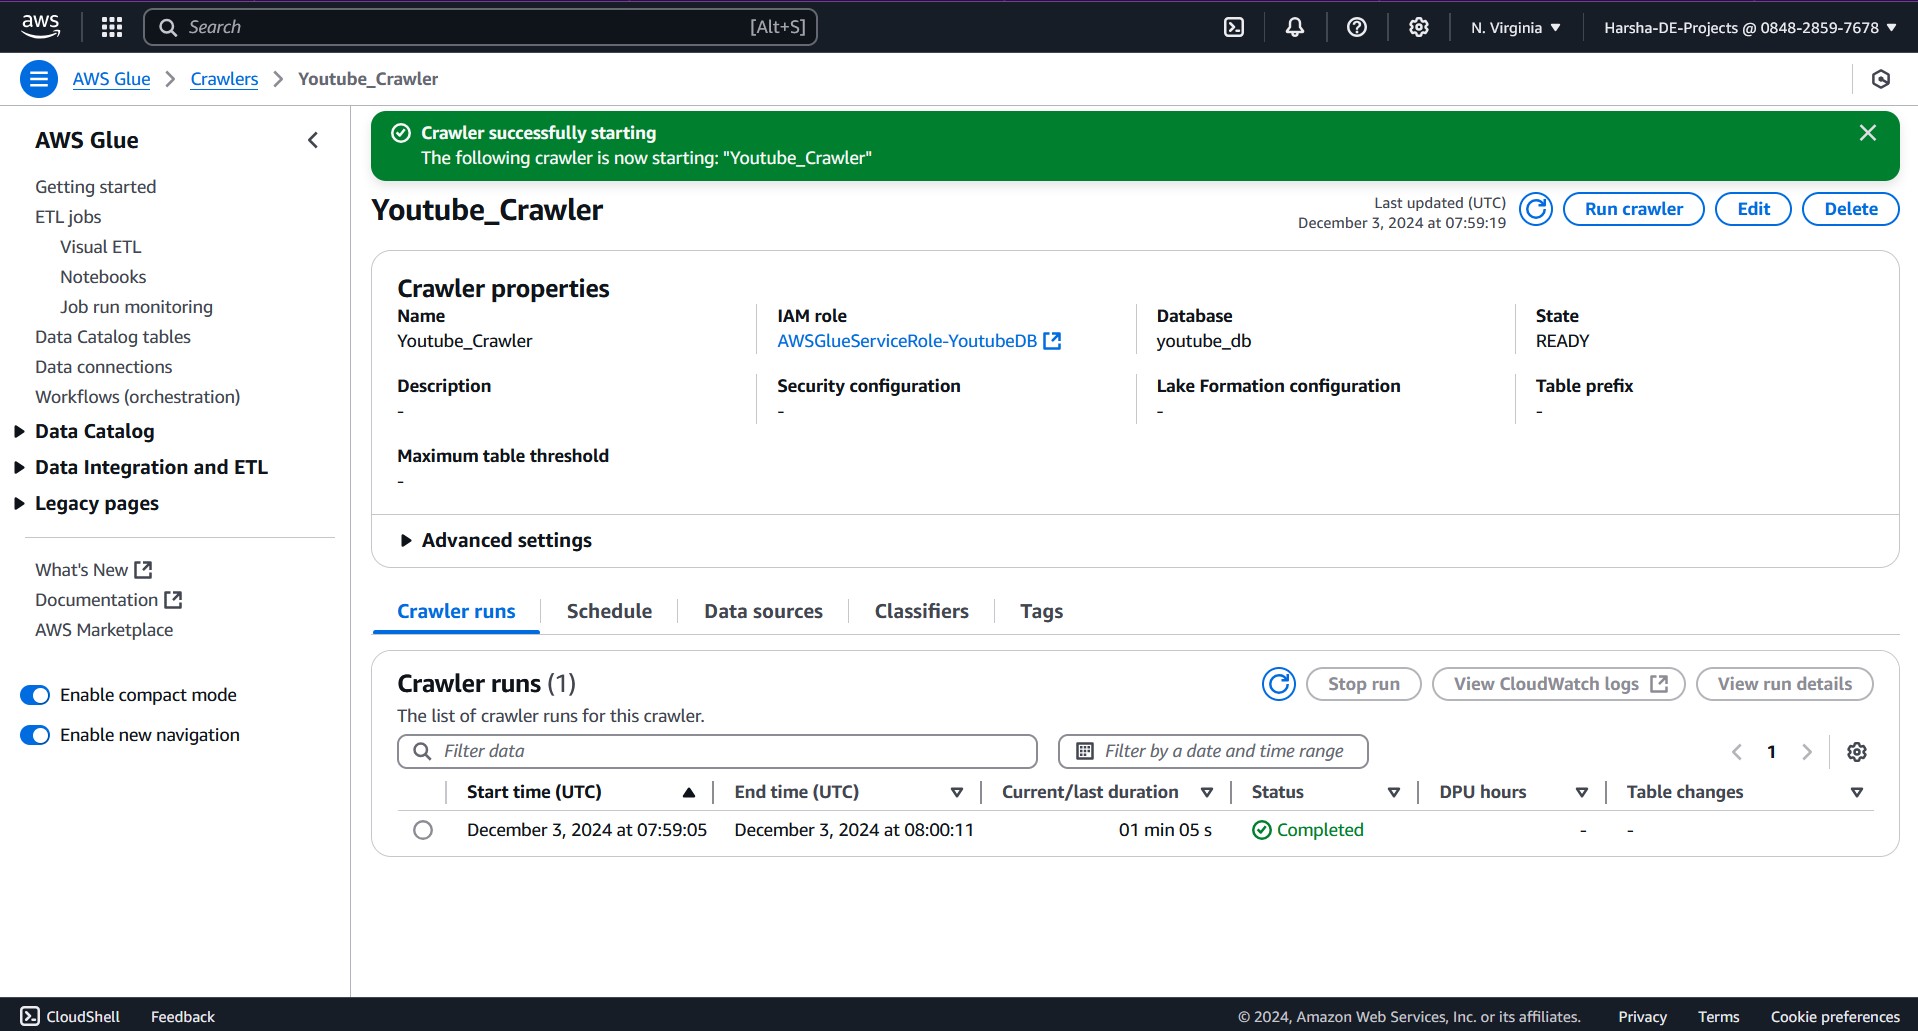 aws
Search [Alt+S]
N. Virginia
Harsha-DE-Projects @ 0848-2859-7678
AWS Glue
Crawlers
Youtube_Crawler
AWS Glue
Getting started
ETL jobs
Visual ETL
Notebooks
Job run monitoring
Data Catalog tables
Data connections
Workflows (orchestration)
Data Catalog
Data Integration and ETL
Legacy pages
What's New
Documentation
AWS Marketplace
Enable compact mode
Enable new navigation
Crawler successfully starting
The following crawler is now starting: "Youtube_Crawler"
Youtube_Crawler
Last updated (UTC)
December 3, 2024 at 07:59:19
Run crawler
Edit
Delete
Crawler properties
Name
Youtube_Crawler
IAM role
AWSGlueServiceRole-YoutubeDB
Database
youtube_db
State
READY
Description
-
Security configuration
-
Lake Formation configuration
-
Table prefix
-
Maximum table threshold
-
Advanced settings
Crawler runs
Schedule
Data sources
Classifiers
Tags
Crawler runs (1)
The list of crawler runs for this crawler.
Stop run
View CloudWatch logs
View run details
Filter data
Filter by a date and time range
1
Start time (UTC) End time (UTC) Current/last duration Status DPU hours Table changes
December 3, 2024 at 07:59:05 December 3, 2024 at 08:00:11 01 min 05 s Completed - -
CloudShell
Feedback
© 2024, Amazon Web Services, Inc. or its affiliates.
Privacy
Terms
Cookie preferences